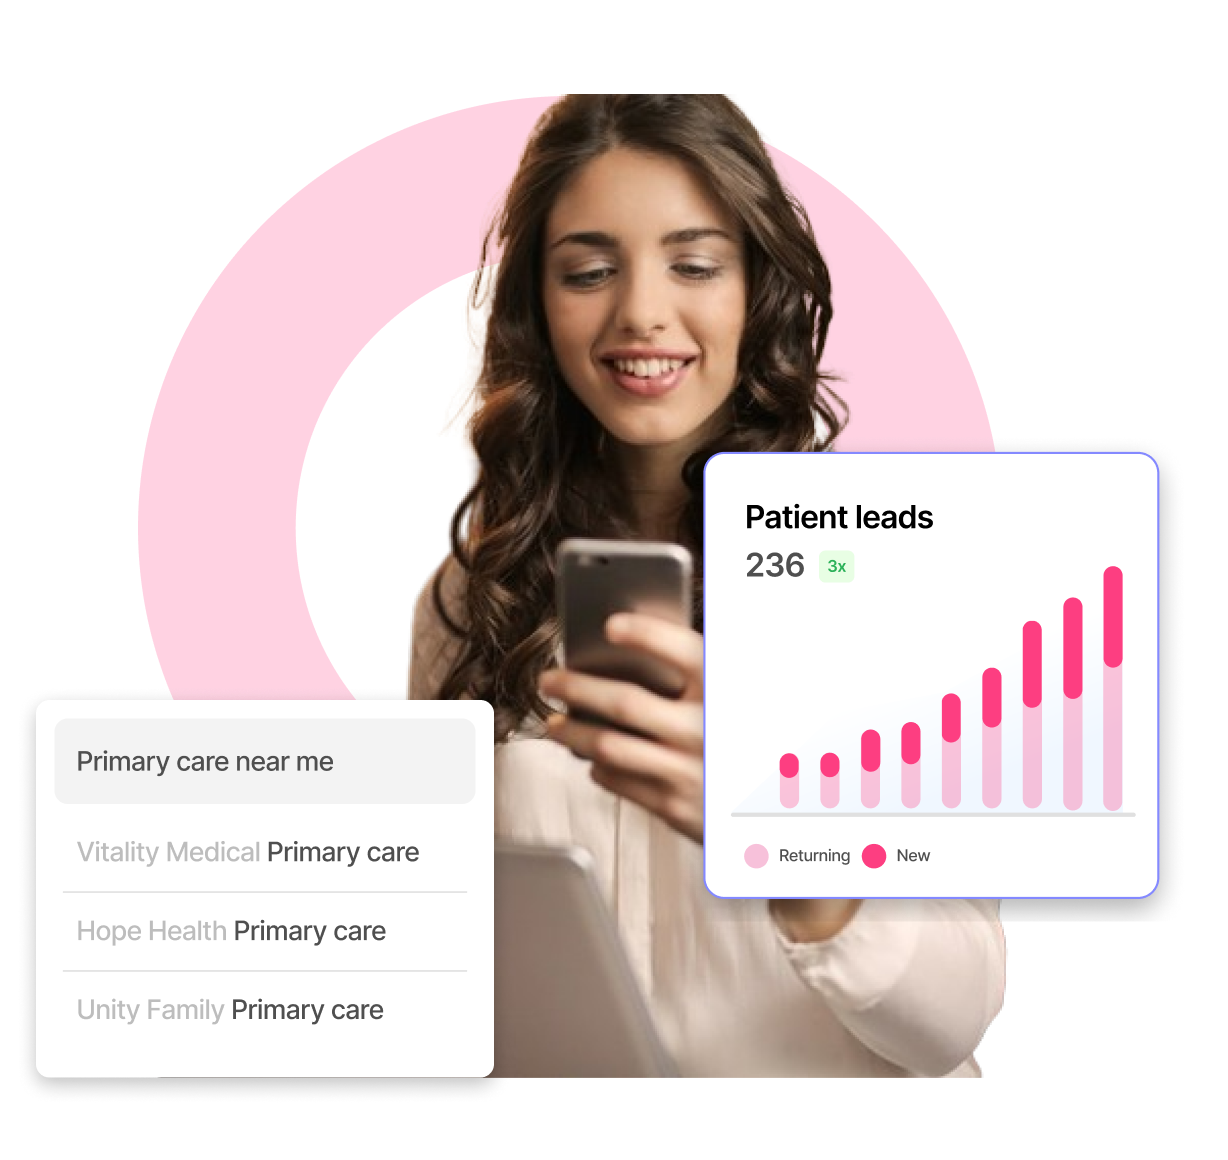 Patient leads
236 3x
Returning New
Primary care near me
Vitality Medical Primary care
Hope Health Primary care
Unity Family Primary care